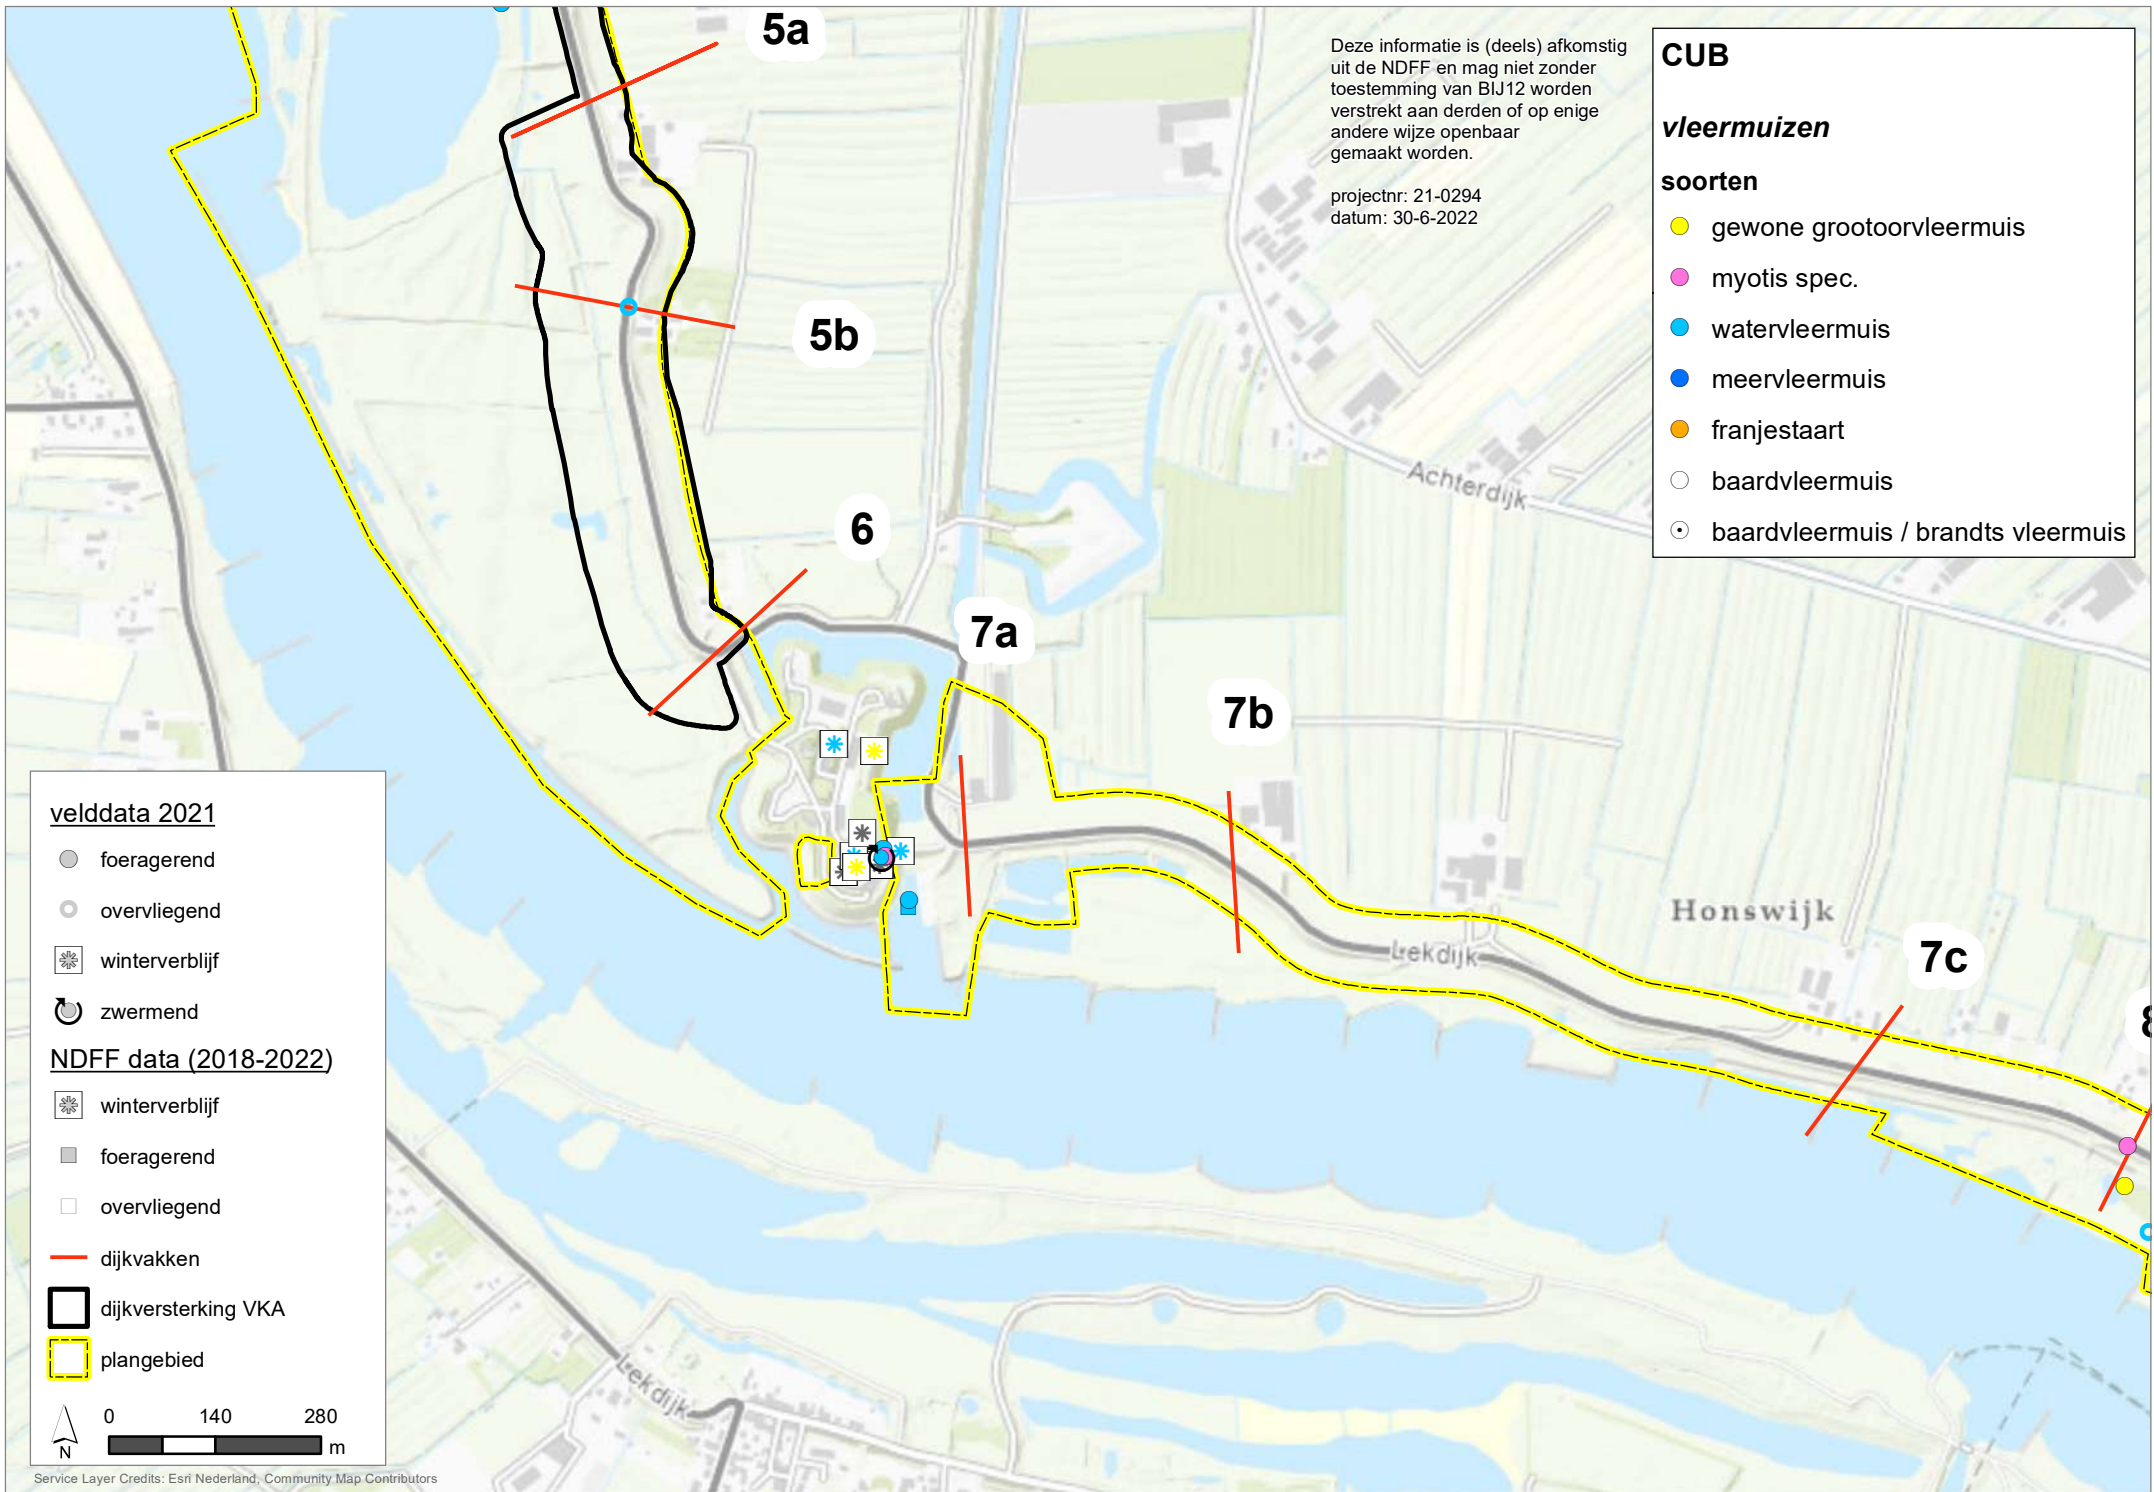 5a
Deze informatie is (deels) afkomstig
uit de NDFF en mag niet zonder
toestemming van BIJ12 worden
verstrekt aan derden of op enige
andere wijze openbaar
gemaakt worden.
projectnr: 21-0294
datum: 30-6-2022
CUB
vleermuizen
soorten
gewone grootoorvleermuis
myotis spec.
watervleermuis
meervleermuis
franjestaart
baardvleermuis
baardvleermuis / brandts vleermuis
5b
Achterdijk
6
7a
7b
Honswijk
Lekdijk
7c
8
velddata 2021
foeragerend
overvliegend
winterverblijf
zwermend
NDFF data (2018-2022)
winterverblijf
foeragerend
overvliegend
dijkvakken
dijkversterking VKA
plangebied
0 140 280
m
N
Lekdijk
Service Layer Credits: Esri Nederland, Community Map Contributors